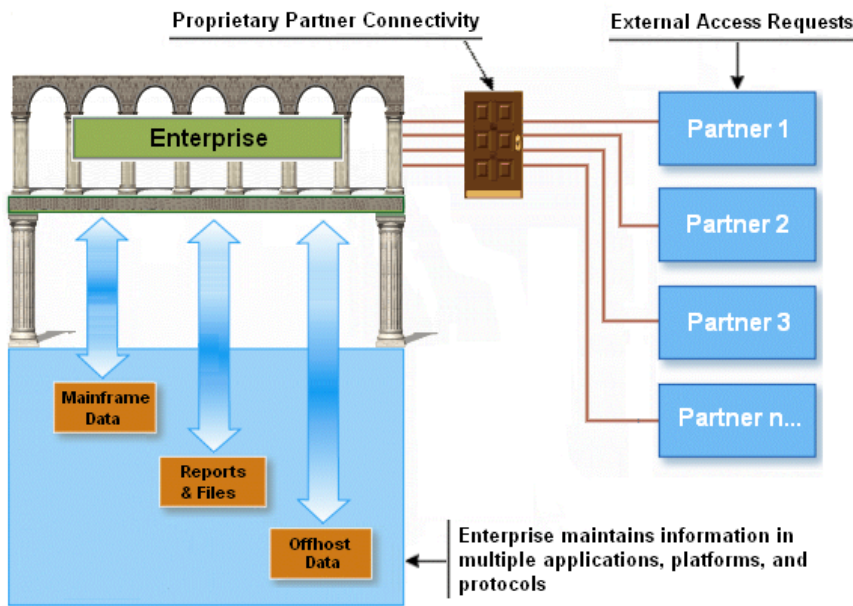 Proprietary Partner Connectivity
External Access Requests
Enterprise
Partner 1
Partner 2
Partner 3
Partner n...
Mainframe
Data
Reports
& Files
Offhost
Data
Enterprise maintains information in
multiple applications, platforms, and
protocols